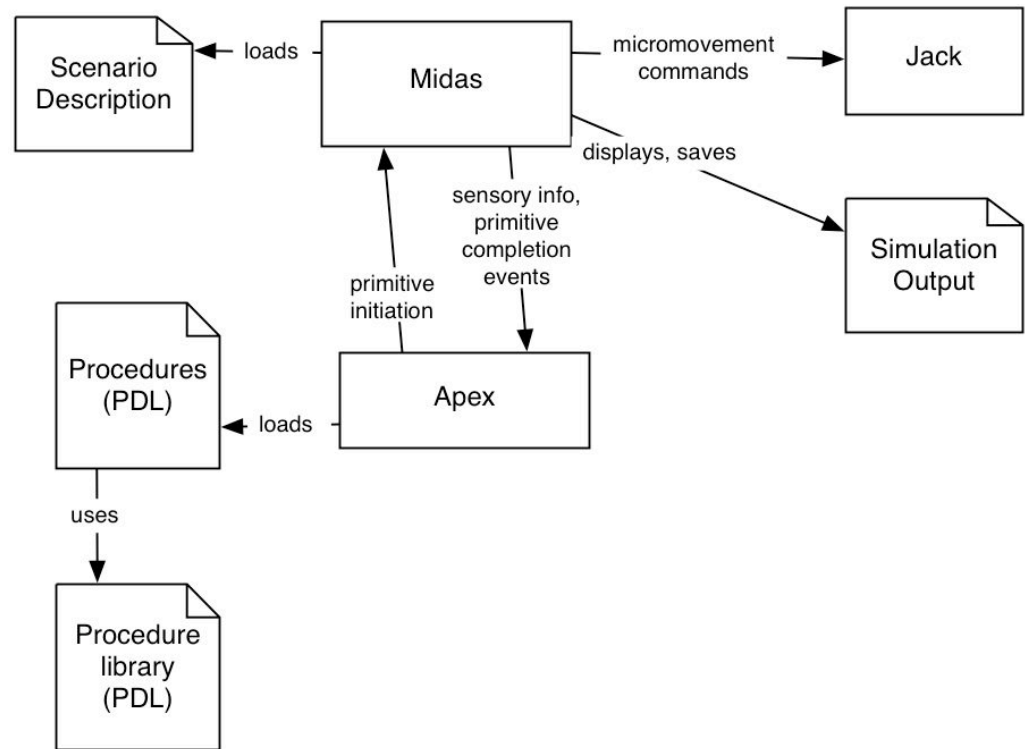 Scenario
Description
loads
Midas
micromovement
commands
Jack
displays, saves
sensory info,
primitive
completion
events
Simulation
Output
primitive
initiation
Procedures
(PDL)
loads
Apex
uses
Procedure
library
(PDL)